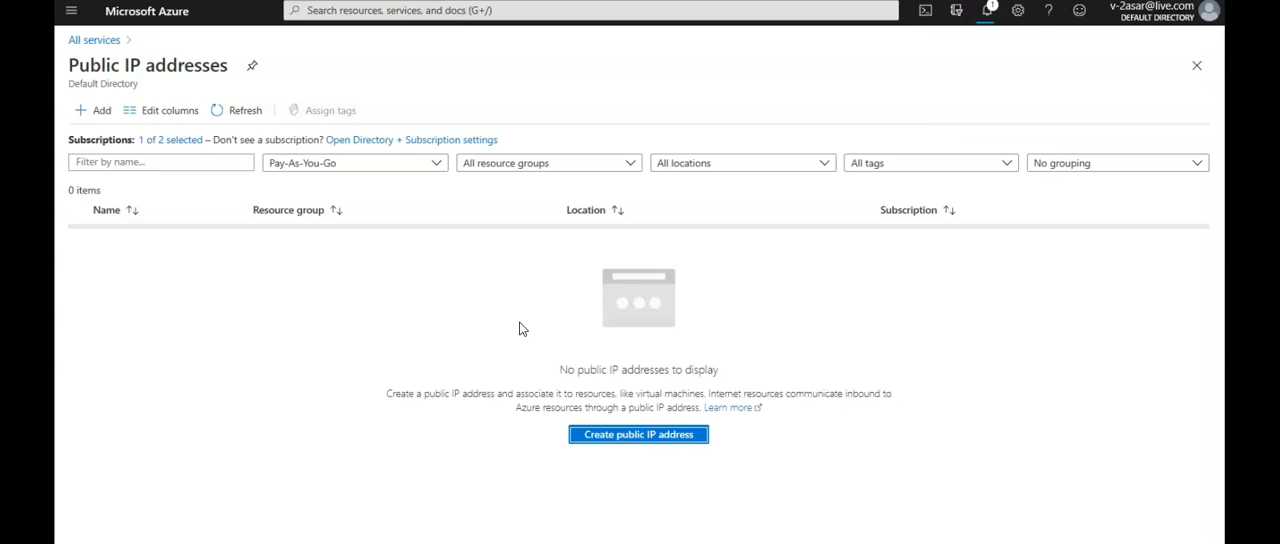 Microsoft Azure
Search resources, services, and docs (G+/)
1
v-2asar@live.com
DEFAULT DIRECTORY
All services >
Public IP addresses
Default Directory
+ Add Edit columns Refresh Assign tags
Subscriptions: 1 of 2 selected – Don't see a subscription? Open Directory + Subscription settings
Filter by name... Pay-As-You-Go All resource groups All locations All tags No grouping
0 items
Name ↑↓ Resource group ↑↓ Location ↑↓ Subscription ↑↓
No public IP addresses to display
Create a public IP address and associate it to resources, like virtual machines. Internet resources communicate inbound to
Azure resources through a public IP address. Learn more
Create public IP address